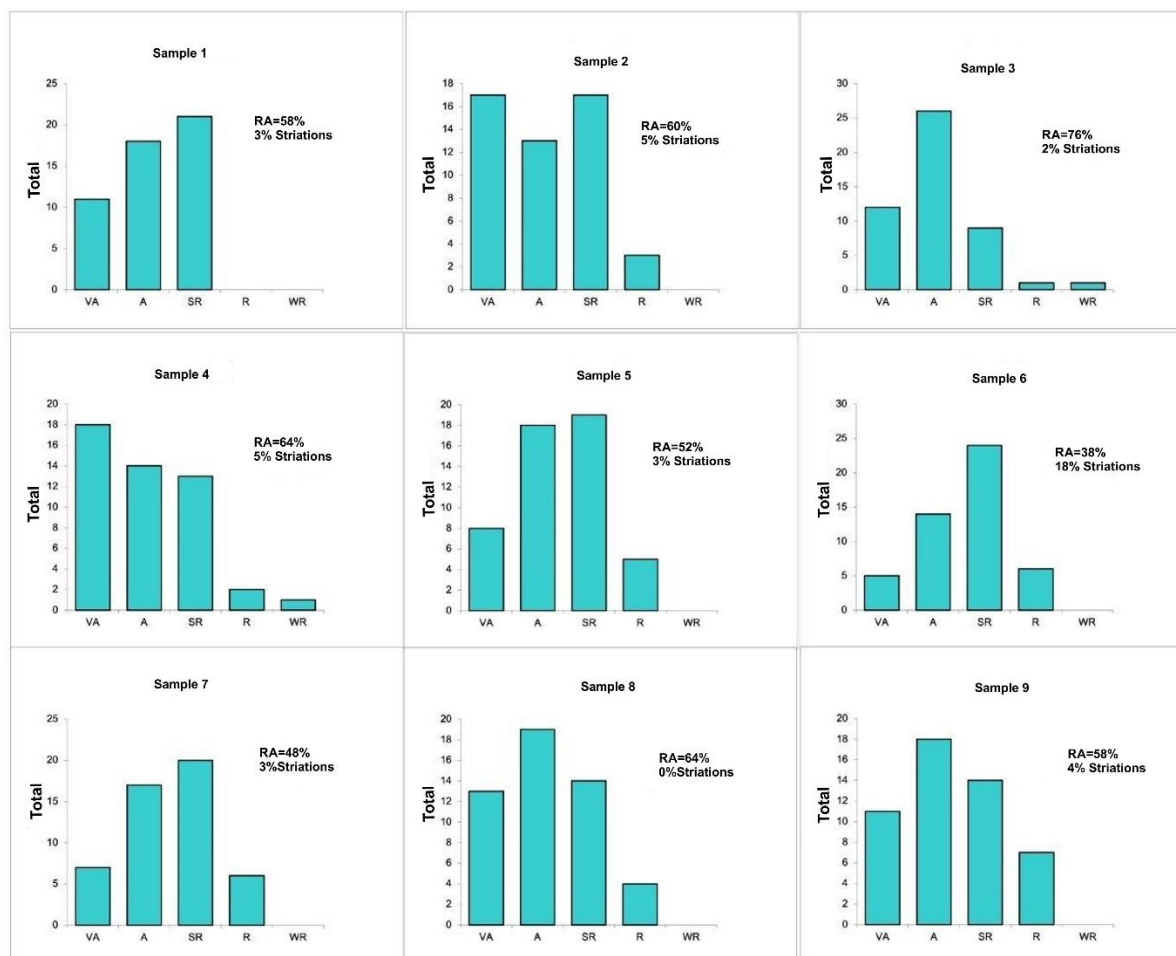 Sample 1
25
20
15
10
5
0
Total
RA=58%
3% Striations
VA A SR R WR
Sample 2
18
16
14
12
10
8
6
4
2
0
Total
RA=60%
5% Striations
VA A SR R WR
Sample 3
30
25
20
15
10
5
0
Total
RA=76%
2% Striations
VA A SR R WR
Sample 4
20
18
16
14
12
10
8
6
4
2
0
Total
RA=64%
5% Striations
VA A SR R WR
Sample 5
20
18
16
14
12
10
8
6
4
2
0
Total
RA=52%
3% Striations
VA A SR R WR
Sample 6
30
25
20
15
10
5
0
Total
RA=38%
18% Striations
VA A SR R WR
Sample 7
25
20
15
10
5
0
Total
RA=48%
3%Striations
VA A SR R WR
Sample 8
20
18
16
14
12
10
8
6
4
2
0
Total
RA=64%
0%Striations
VA A SR R WR
Sample 9
20
18
16
14
12
10
8
6
4
2
0
Total
RA=58%
4% Striations
VA A SR R WR